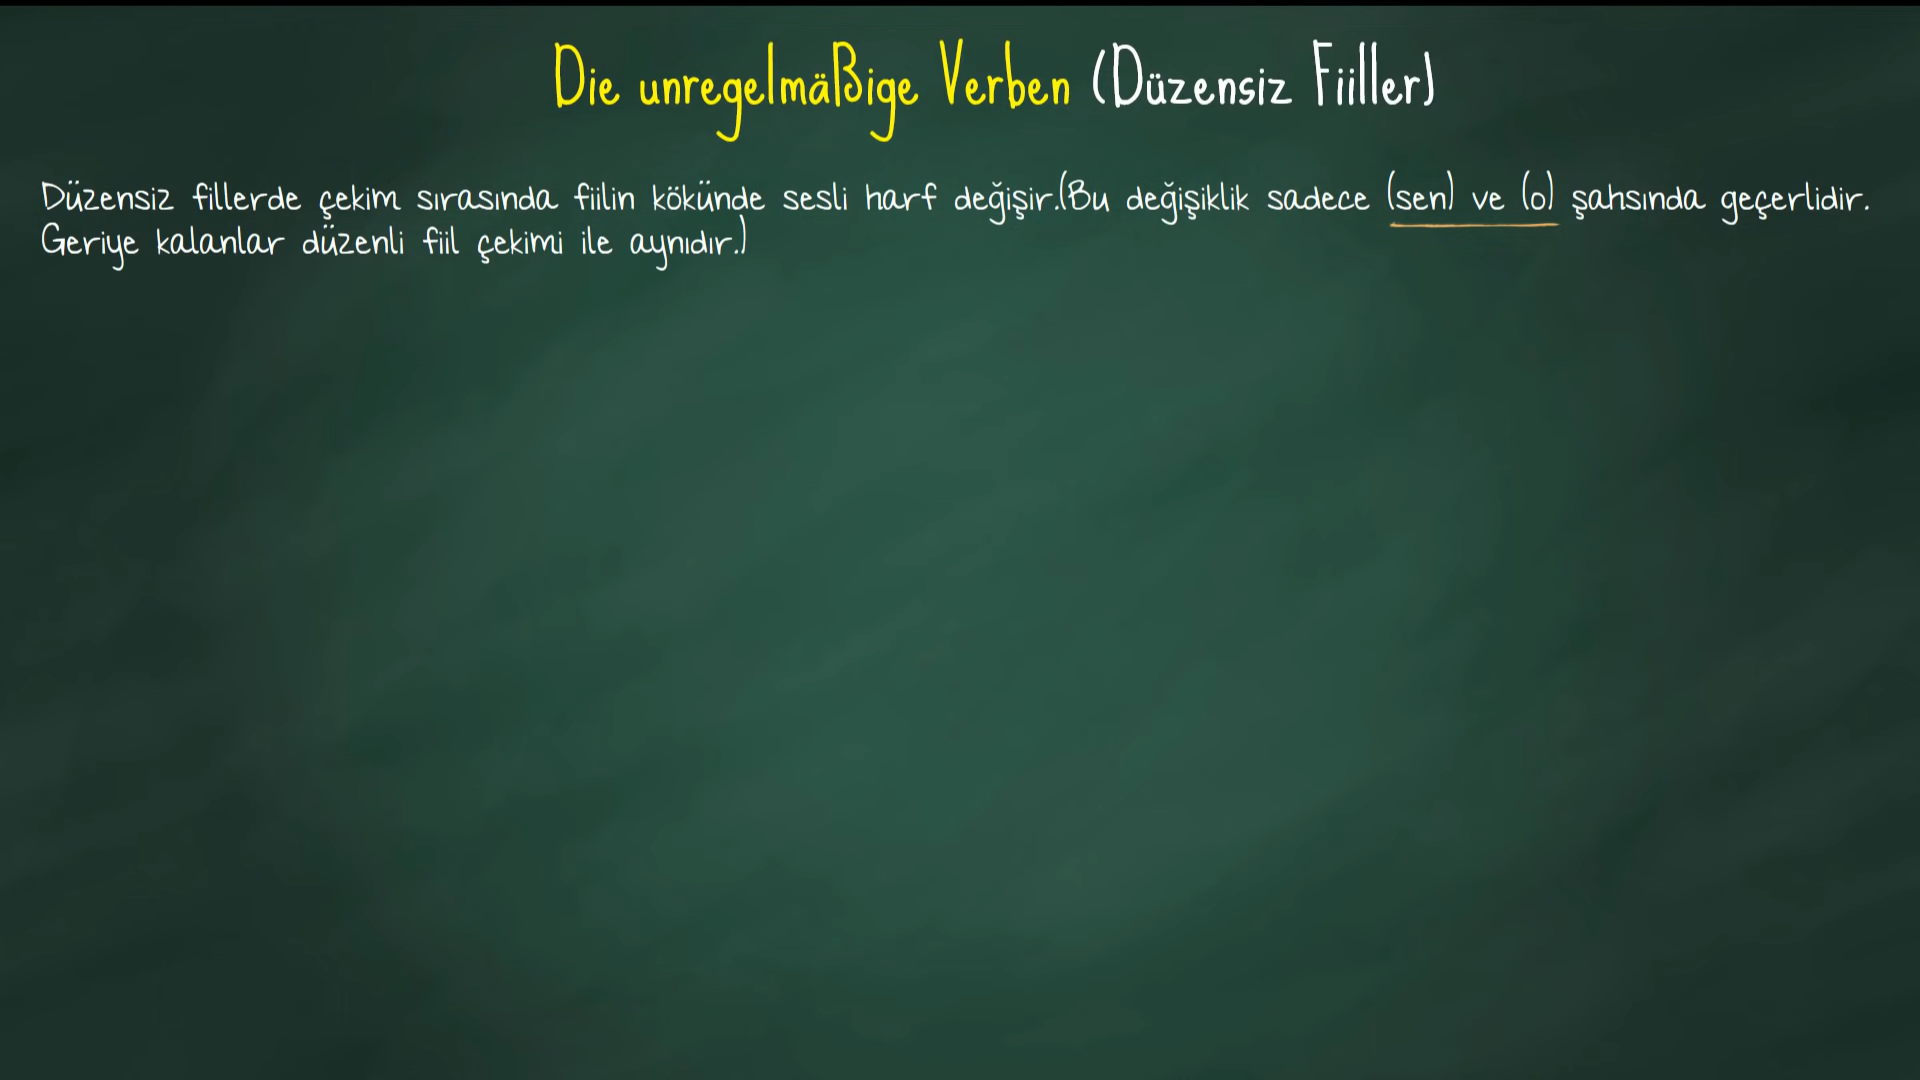 Die unregelmäßige Verben (Düzensiz Fiiller)
Düzensiz fillerde çekim sırasında fiilin kökünde sesli harf değişir.(Bu değişiklik sadece (sen) ve (o) şahsında geçerlidir.
Geriye kalanlar düzenli fiil çekimi ile aynıdır.)